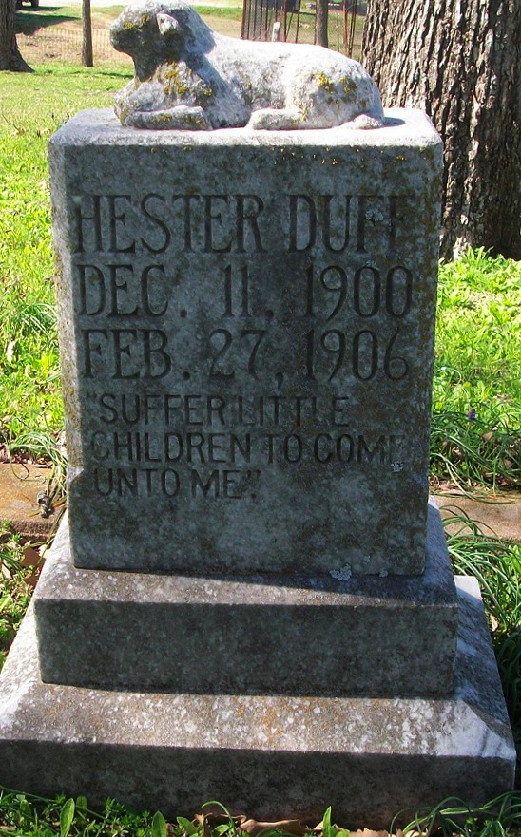 HESTER DUFF
DEC. 11, 1900
FEB. 27, 1906
"SUFFER LITTLE
CHILDREN TO COME
UNTO ME".